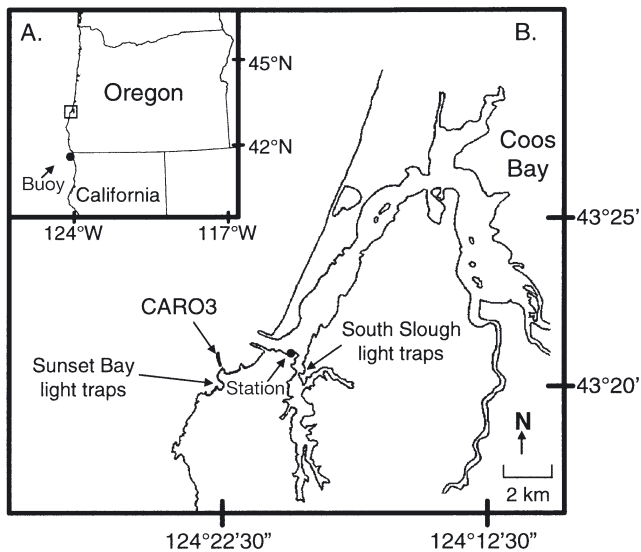 A.
B.
45°N
Oregon
42°N
Buoy
California
124°W
117°W
Coos
Bay
43°25'
CARO3
South Slough
light traps
Sunset Bay
light traps
Station
43°20'
N
2 km
124°22'30"
124°12'30"